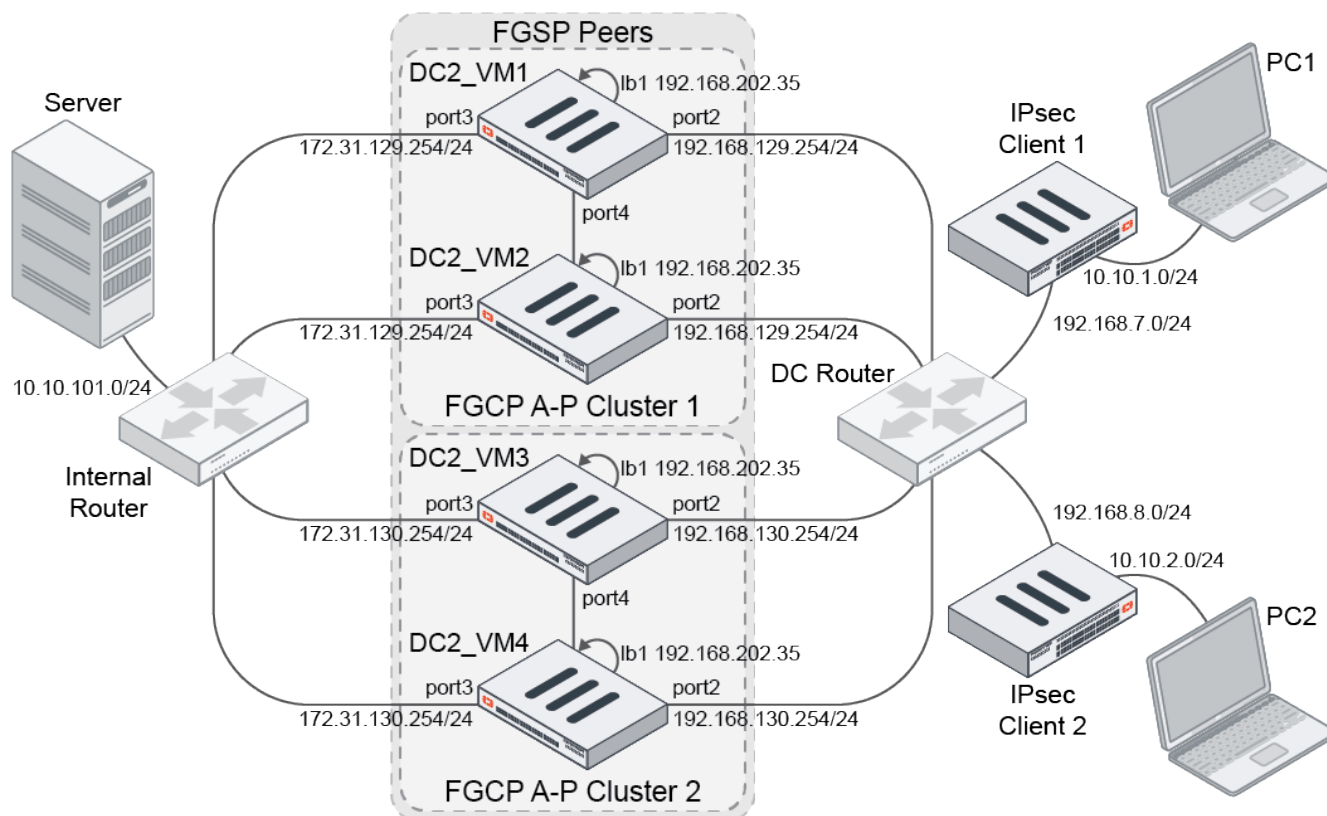 FGSP Peers
DC2_VM1
lb1 192.168.202.35
port3
port2
172.31.129.254/24
192.168.129.254/24
port4
DC2_VM2
lb1 192.168.202.35
port3
port2
172.31.129.254/24
192.168.129.254/24
FGCP A-P Cluster 1
DC2_VM3
lb1 192.168.202.35
port3
port2
172.31.130.254/24
192.168.130.254/24
port4
DC2_VM4
lb1 192.168.202.35
port3
port2
172.31.130.254/24
192.168.130.254/24
FGCP A-P Cluster 2
Server
10.10.101.0/24
Internal
Router
DC Router
IPsec
Client 1
PC1
10.10.1.0/24
192.168.7.0/24
192.168.8.0/24
10.10.2.0/24
IPsec
Client 2
PC2